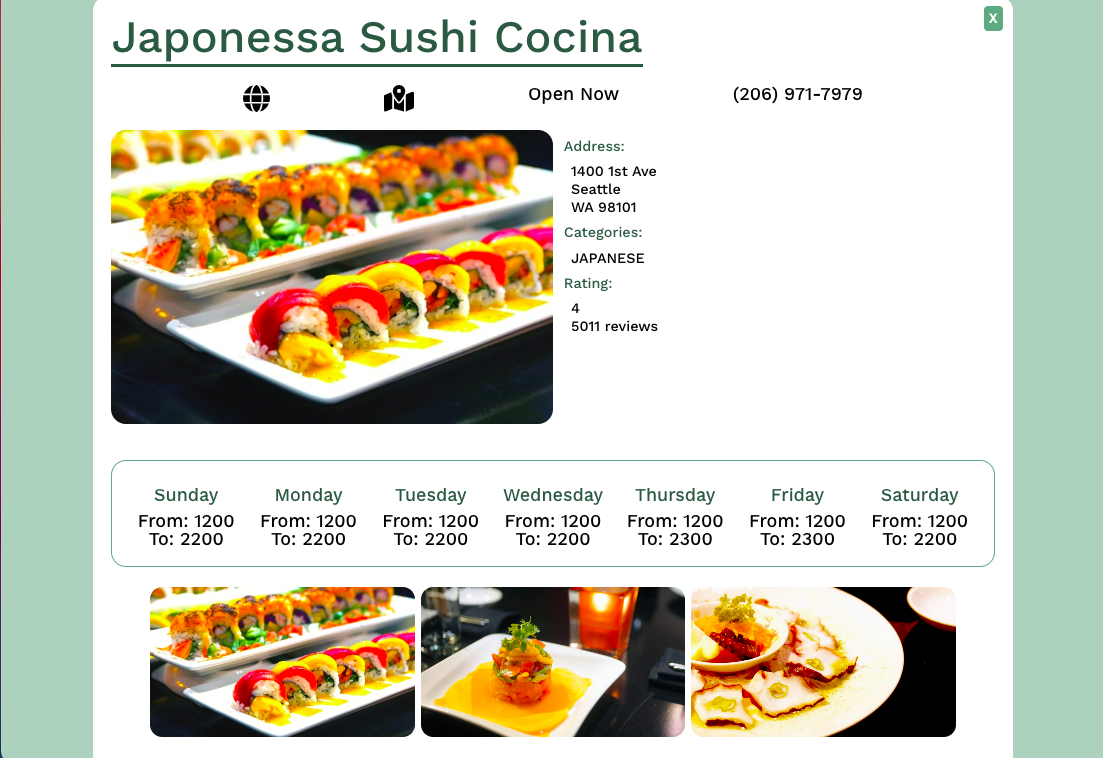 Japonessa Sushi Cocina
X
Open Now
(206) 971-7979
Address:
1400 1st Ave
Seattle
WA 98101
Categories:
JAPANESE
Rating:
4
5011 reviews
Sunday
From: 1200
To: 2200
Monday
From: 1200
To: 2200
Tuesday
From: 1200
To: 2200
Wednesday
From: 1200
To: 2200
Thursday
From: 1200
To: 2300
Friday
From: 1200
To: 2300
Saturday
From: 1200
To: 2200